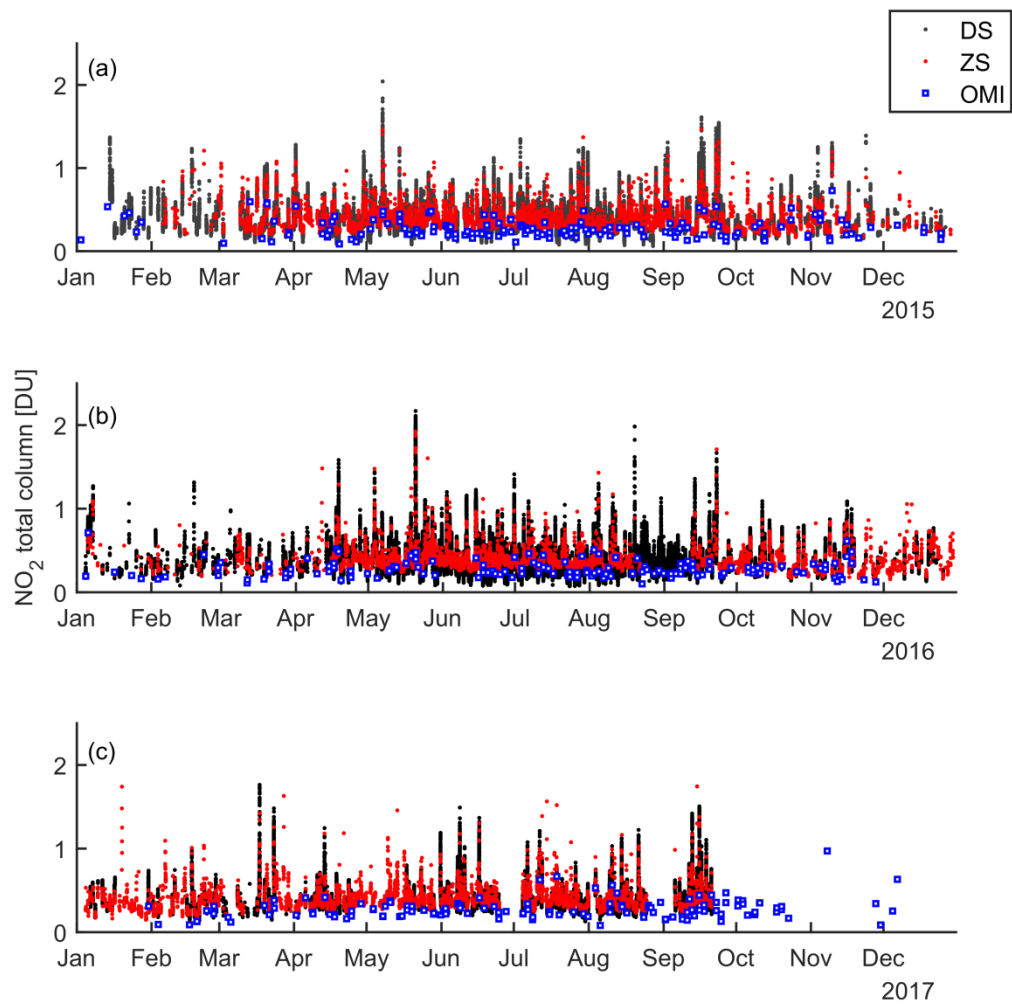 DS
ZS
OMI
(a)
2
1
0
Jan Feb Mar Apr May Jun Jul Aug Sep Oct Nov Dec
2015
NO2 total column [DU]
(b)
2
1
0
Jan Feb Mar Apr May Jun Jul Aug Sep Oct Nov Dec
2016
(c)
2
1
0
Jan Feb Mar Apr May Jun Jul Aug Sep Oct Nov Dec
2017